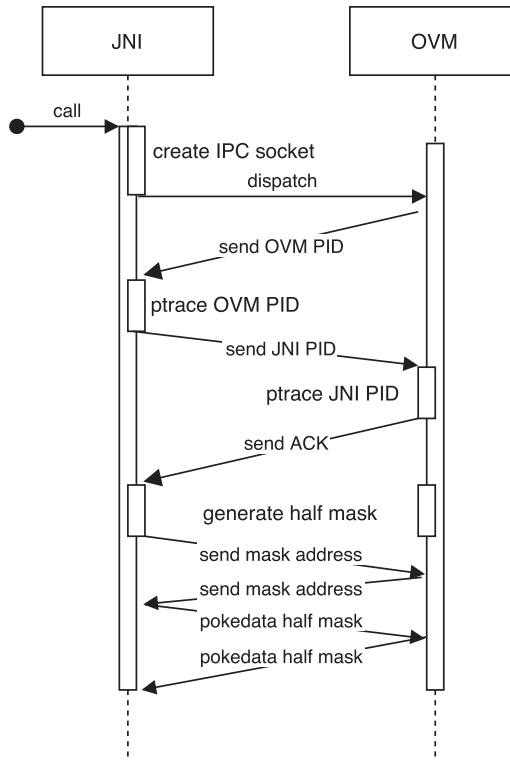 JNI
OVM
call
create IPC socket
dispatch
send OVM PID
ptrace OVM PID
send JNI PID
ptrace JNI PID
send ACK
generate half mask
send mask address
send mask address
pokedata half mask
pokedata half mask